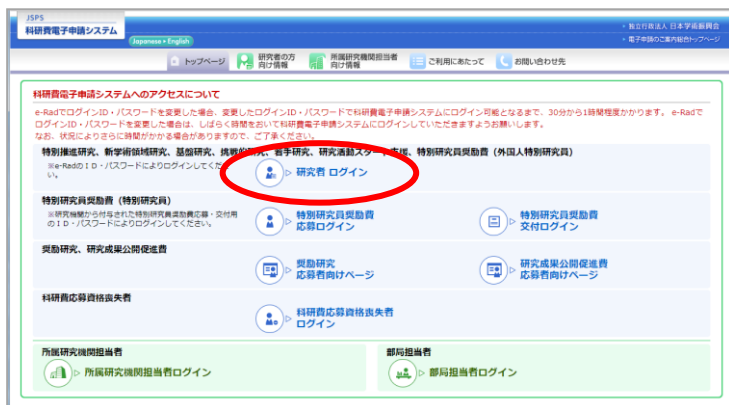 JSPS
科研費電子申請システム
Japanese • English
・独立行政法人 日本学術振興会
・電子申請のご案内総合トップページ
トップページ
研究者の方
向け情報
所属研究機関担当者
向け情報
ご利用にあたって
お問い合わせ先
科研費電子申請システムへのアクセスについて
e-RadでログインID・パスワードを変更した場合、変更したログインID・パスワードで科研費電子申請システムにログイン可能となるまで、30分から1時間程度かかります。 e-Radで
ログインID・パスワードを変更した場合は、しばらく時間をおいて科研費電子申請システムにログインしていただきますようお願いします。
なお、状況によりさらに時間がかかる場合がありますので、ご了承ください。
特別推進研究、新学術領域研究、基盤研究、挑戦的研究、若手研究、研究活動スタート支援、特別研究員奨励費（外国人特別研究員）
※e-RadのＩＤ・パスワードによりログインしてくだ
い。
研究者 ログイン
特別研究員奨励費（特別研究員）
※研究機関から付与された特別研究員奨励費応募・交付用
のＩＤ・パスワードによりログインしてください。
特別研究員奨励費
応募ログイン
特別研究員奨励費
交付ログイン
奨励研究、研究成果公開促進費
奨励研究
応募者向けページ
研究成果公開促進費
応募者向けページ
科研費応募資格喪失者
科研費応募資格喪失者
ログイン
所属研究機関担当者
所属研究機関担当者ログイン
部局担当者
部局担当者ログイン